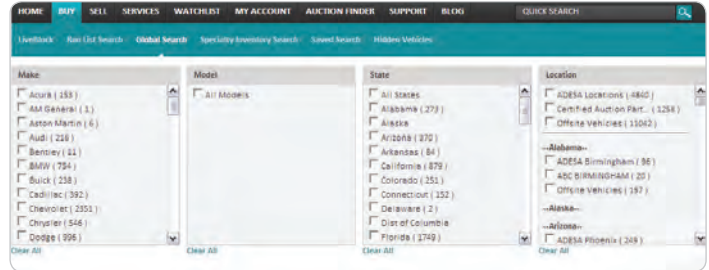 HOME BUY SELL SERVICES WATCHLIST MY ACCOUNT AUCTION FINDER SUPPORT BLOG QUICK SEARCH
LiveBlock Run List Search Global Search Specialty Inventory Search Saved Search Hidden Vehicles
Make
Acura ( 153 )
AM General ( 1 )
Aston Martin ( 6 )
Audi ( 216 )
Bentley ( 11 )
BMW ( 754 )
Buick ( 238 )
Cadillac ( 392 )
Chevrolet ( 2351 )
Chrysler ( 546 )
Dodge ( 996 )
Clear All
Model
All Models
State
All States
Alabama ( 273 )
Alaska
Arizona ( 370 )
Arkansas ( 84 )
California ( 879 )
Colorado ( 251 )
Connecticut ( 152 )
Delaware ( 2 )
Dist of Columbia
Florida ( 1749 )
Clear All
Location
ADESA Locations ( 4840 )
Certified Auction Part... ( 1258 )
Offsite Vehicles ( 11042 )
--Alabama--
ADESA Birmingham ( 96 )
ABC BIRMINGHAM ( 20 )
Offsite Vehicles ( 157 )
--Alaska--
--Arizona--
ADESA Phoenix ( 249 )
Clear All